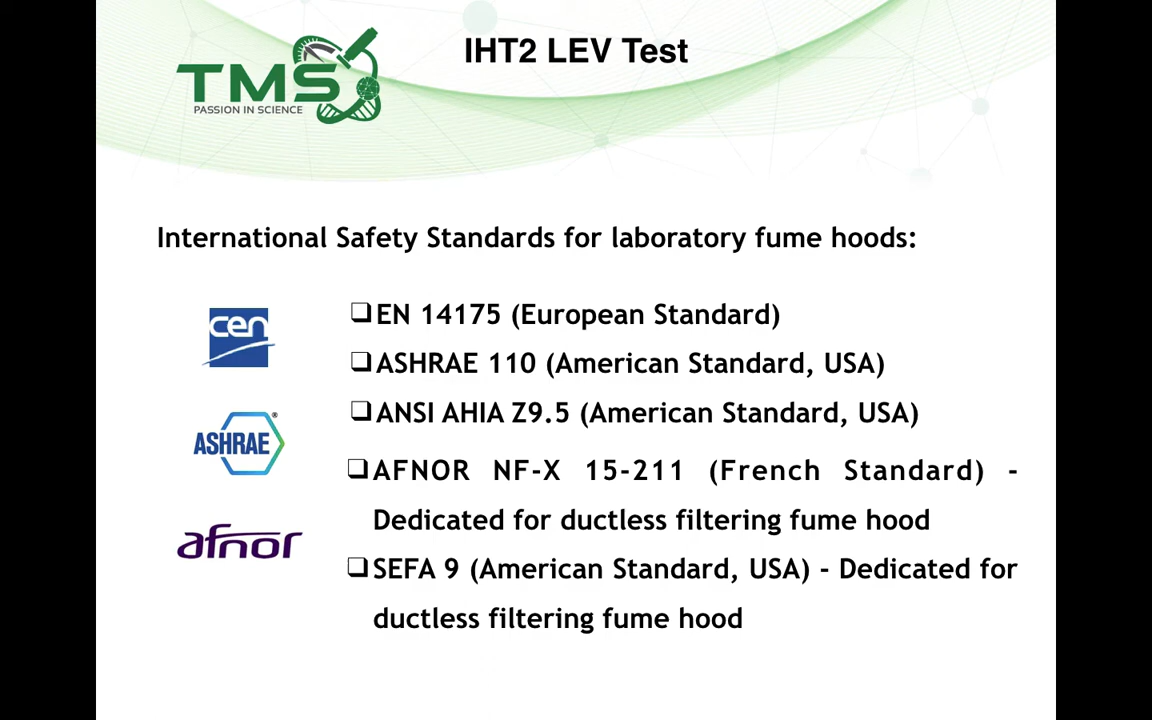 IHT2 LEV Test
TMS
PASSION IN SCIENCE
International Safety Standards for laboratory fume hoods:
cen
❑EN 14175 (European Standard)
❑ASHRAE 110 (American Standard, USA)
❑ANSI AHIA Z9.5 (American Standard, USA)
ASHRAE®
❑AFNOR NF-X 15-211 (French Standard) -
Dedicated for ductless filtering fume hood
afnor
❑SEFA 9 (American Standard, USA) - Dedicated for
ductless filtering fume hood